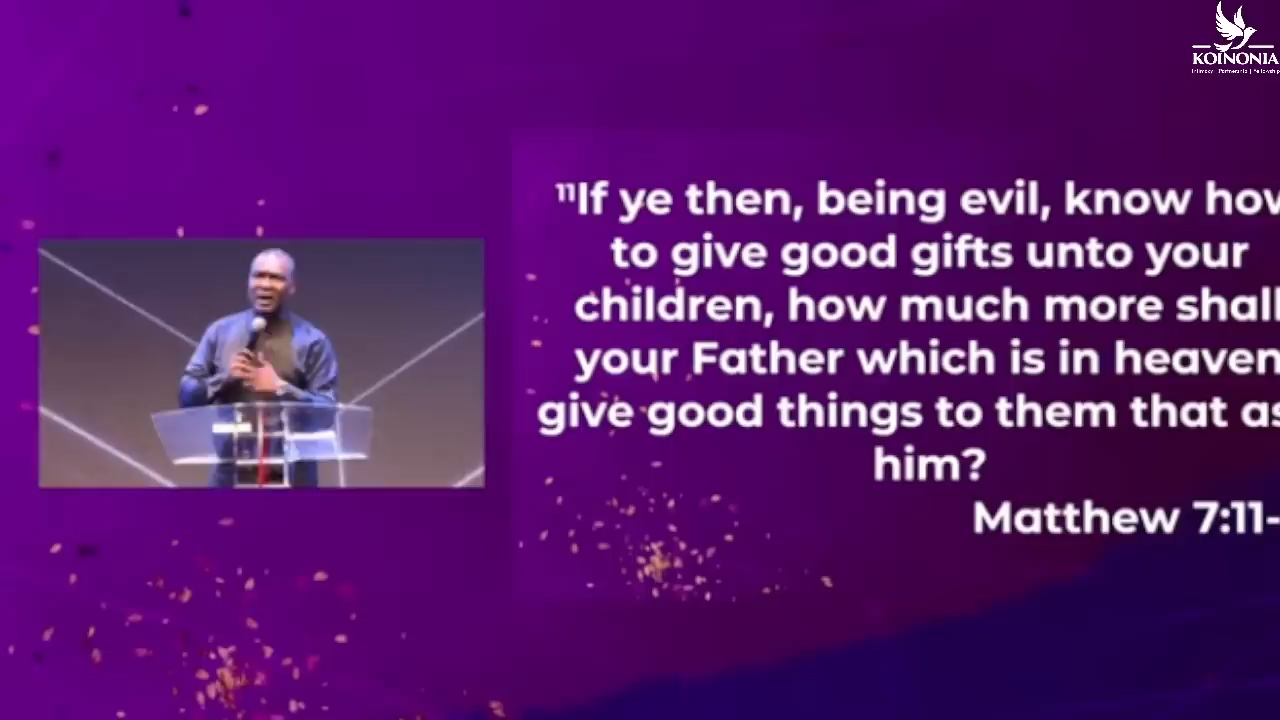 KOINONIA
¹¹If ye then, being evil, know how
to give good gifts unto your
children, how much more shall
your Father which is in heaven
give good things to them that as
him?
Matthew 7:11-